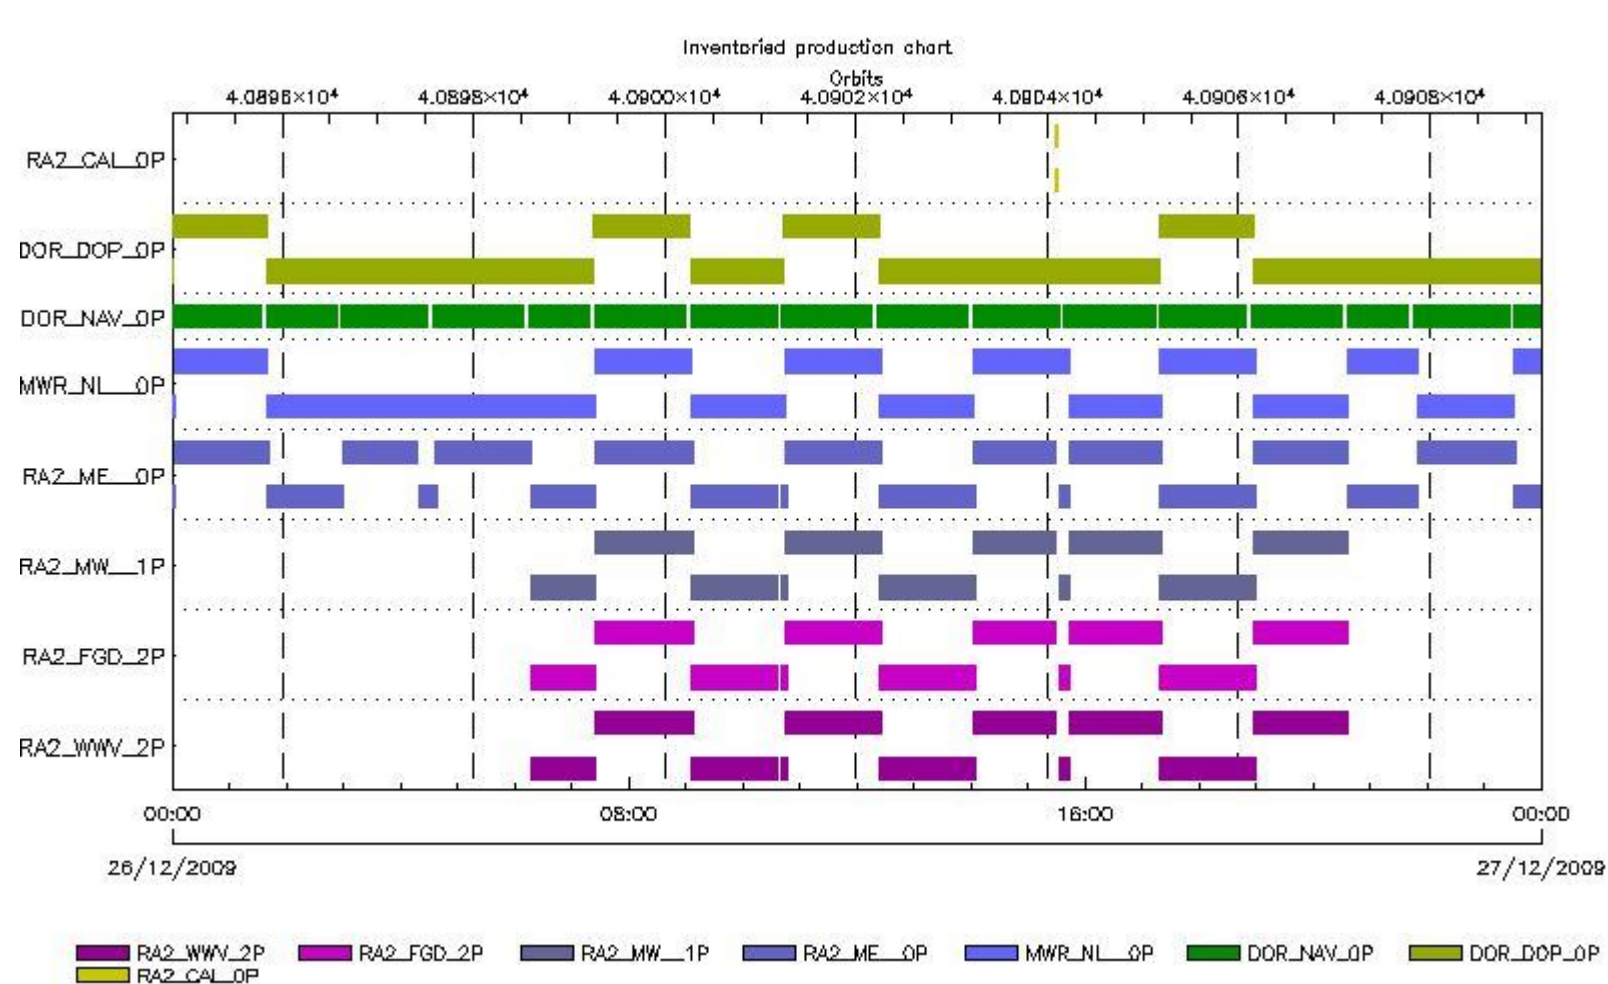 Inventoried production chart
Orbits
4.0896×10⁴ 4.0898×10⁴ 4.0900×10⁴ 4.0902×10⁴ 4.0904×10⁴ 4.0906×10⁴ 4.0908×10⁴
RA2_CAL_0P
DOR_DOP_0P
DOR_NAV_0P
MWR_NL__0P
RA2_ME__0P
RA2_MW__1P
RA2_FGD_2P
RA2_WWV_2P
00:00 08:00 16:00 00:00
26/12/2009 27/12/2009
RA2_WWV_2P RA2_FGD_2P RA2_MW__1P RA2_ME__0P MWR_NL__0P DOR_NAV_0P DOR_DOP_0P
RA2_CAL_0P